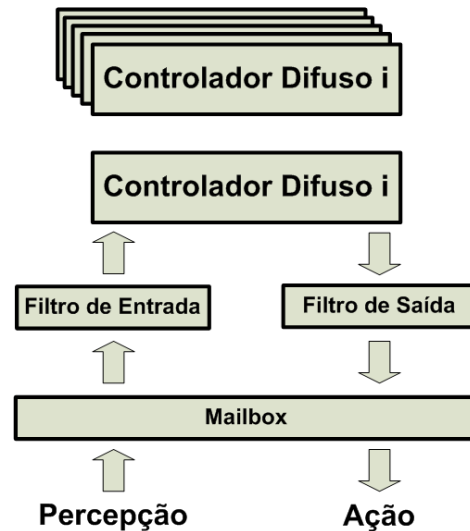 Controlador Difuso i
Controlador Difuso i
Filtro de Entrada
Filtro de Saída
Mailbox
Percepção
Ação